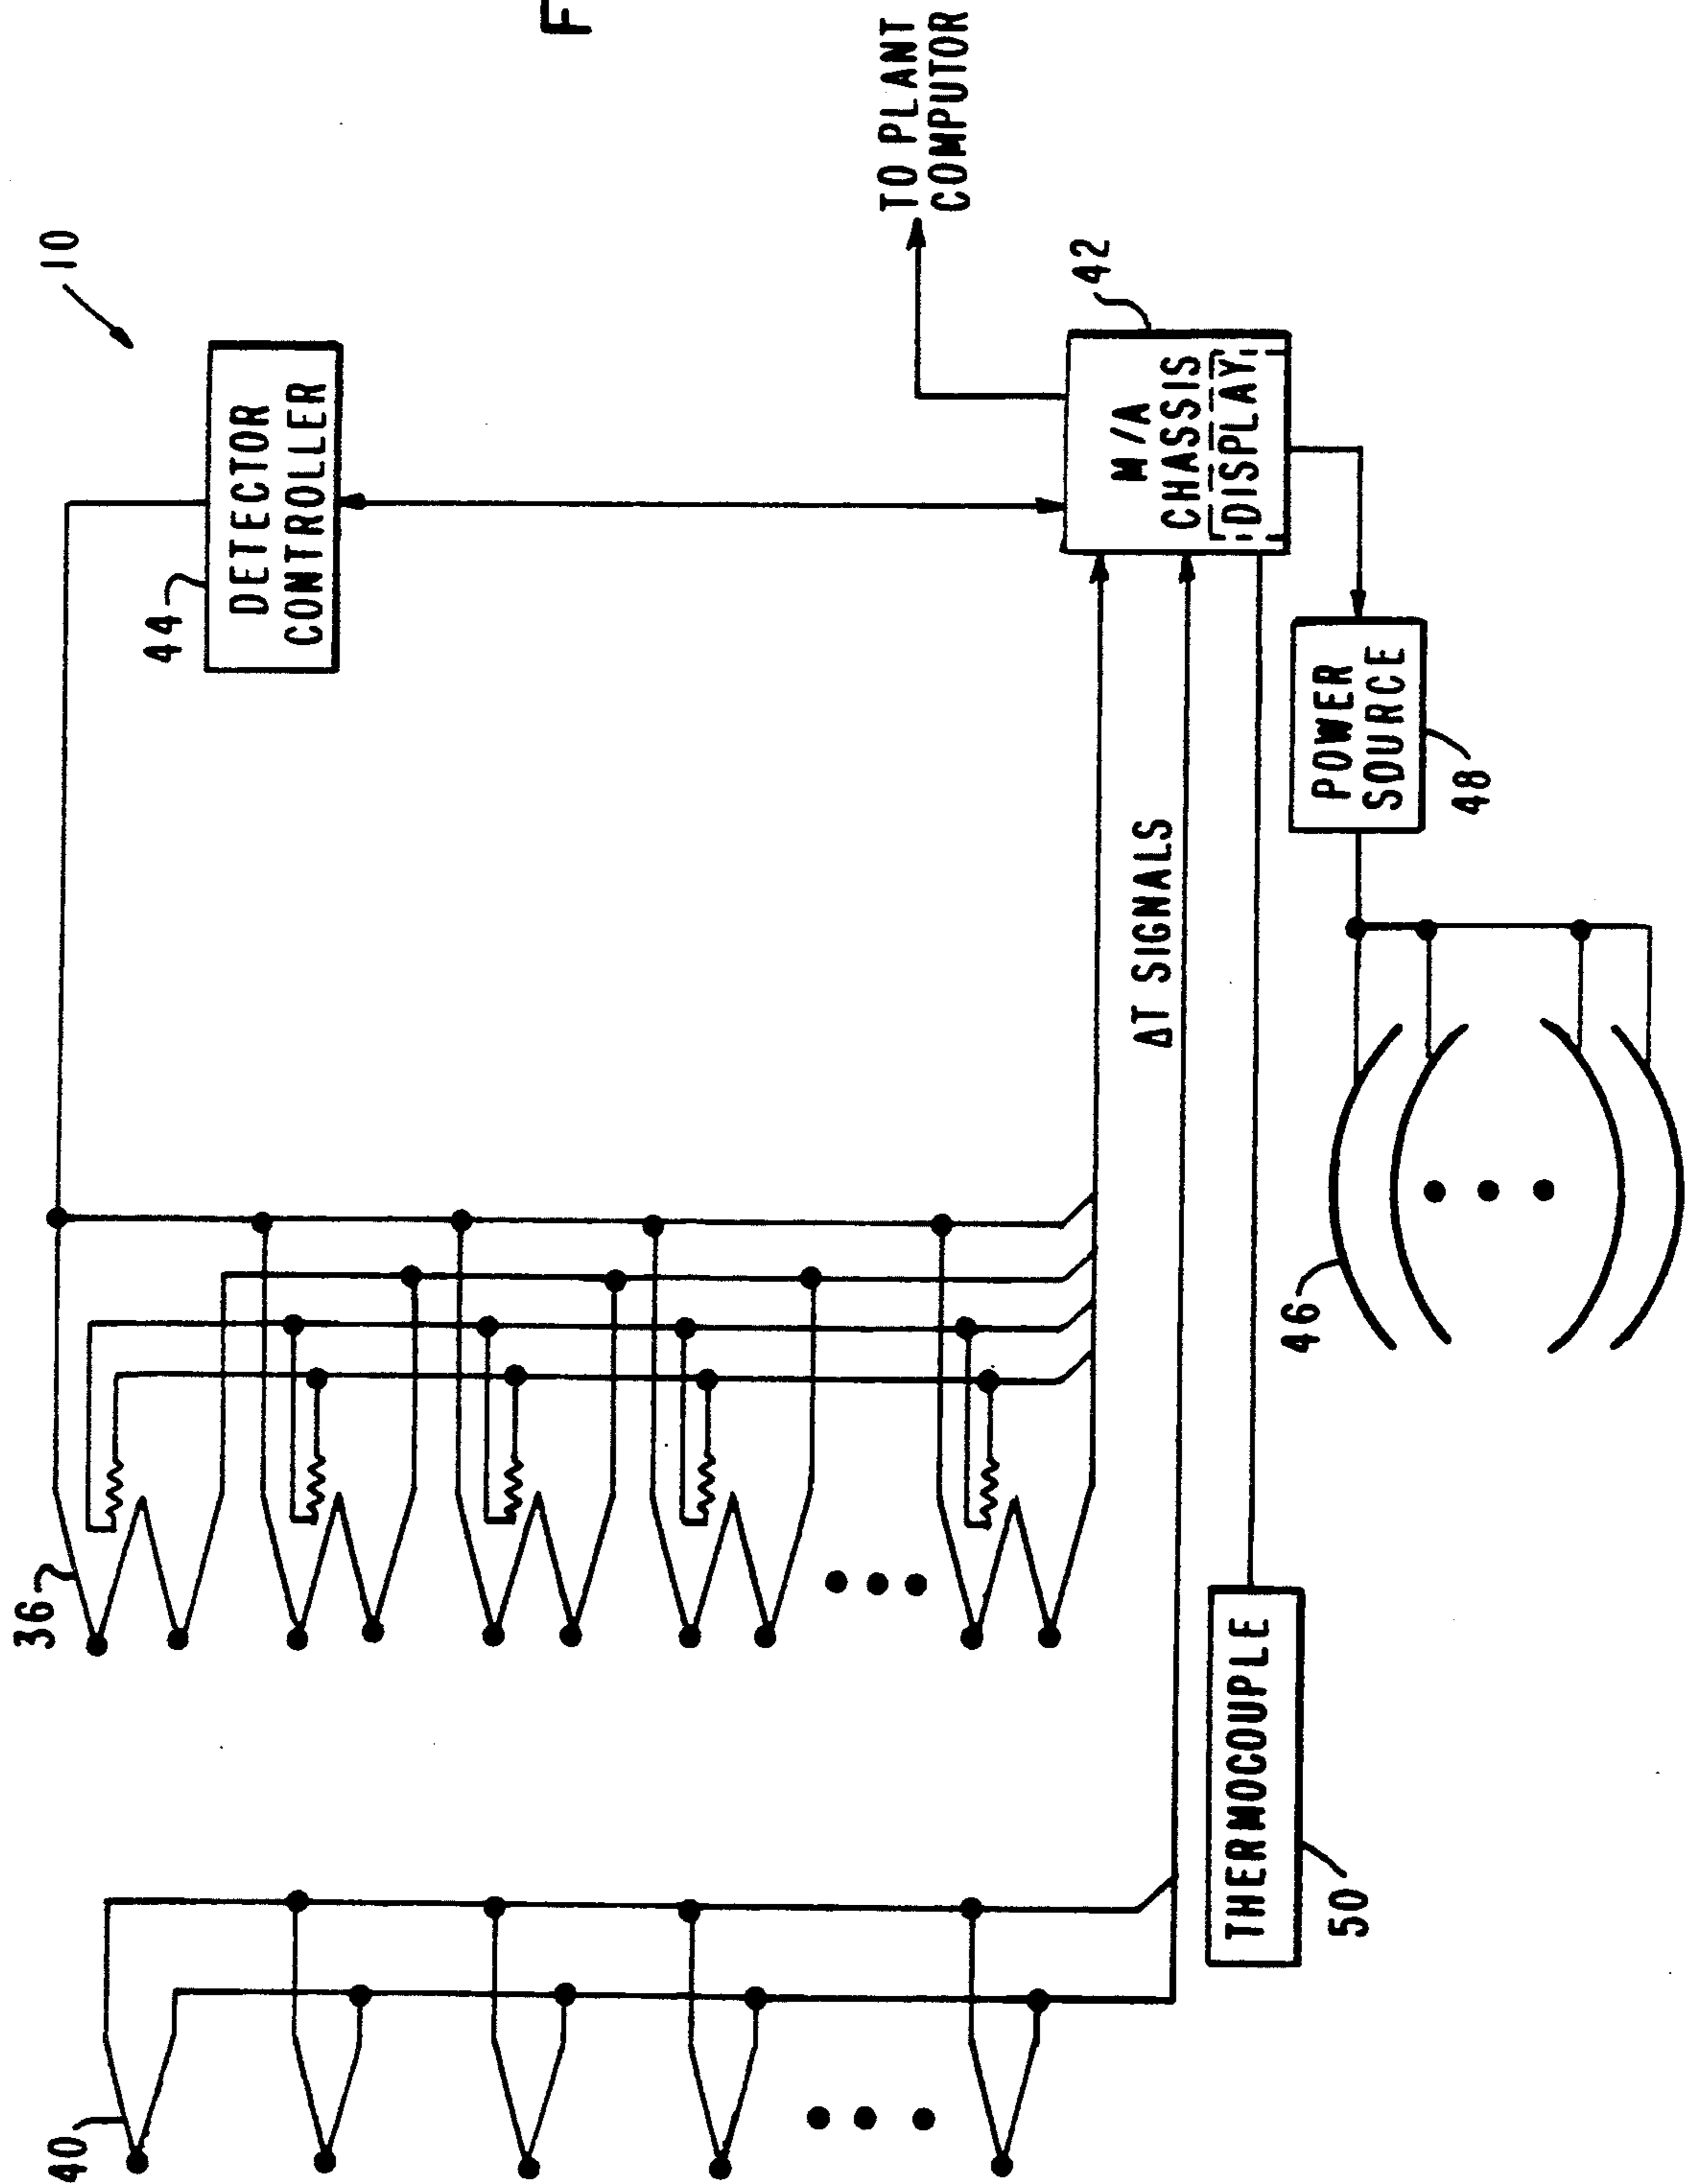 F
10
44
DETECTOR
CONTROLLER
TO PLANT
COMPUTOR
42
M/A
CHASSIS
DISPLAY
36
ΔT SIGNALS
POWER
SOURCE
48
46
40
THERMOCOUPLE
50